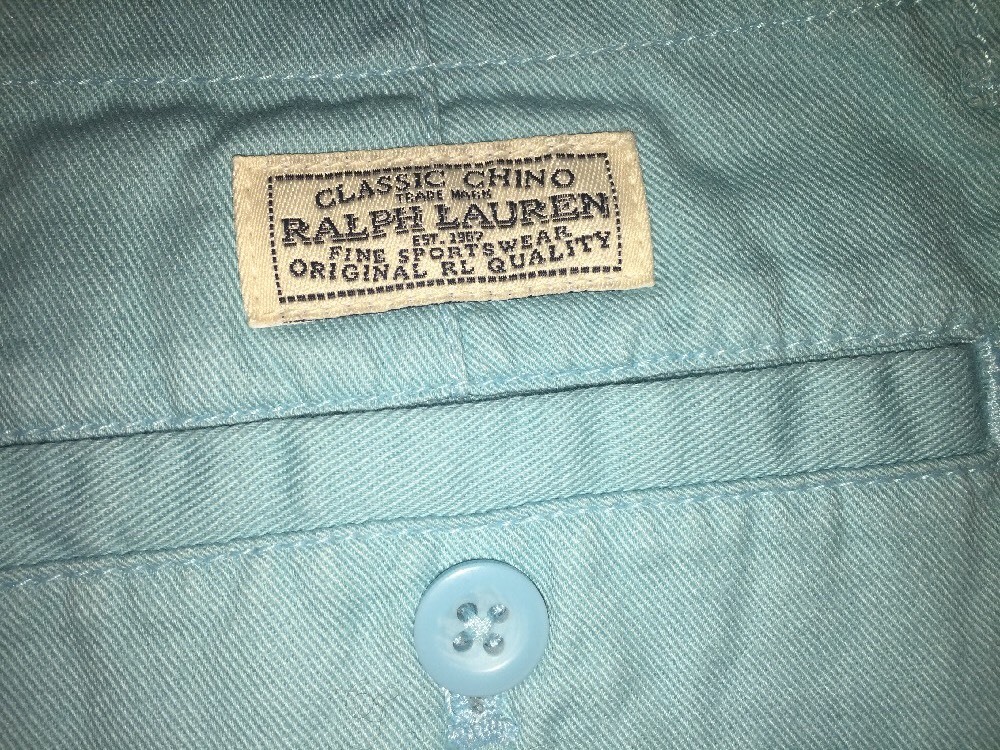 CLASSIC CHINO
TRADE MARK
RALPH LAUREN
EST. 1967
FINE SPORTSWEAR
ORIGINAL RL QUALITY